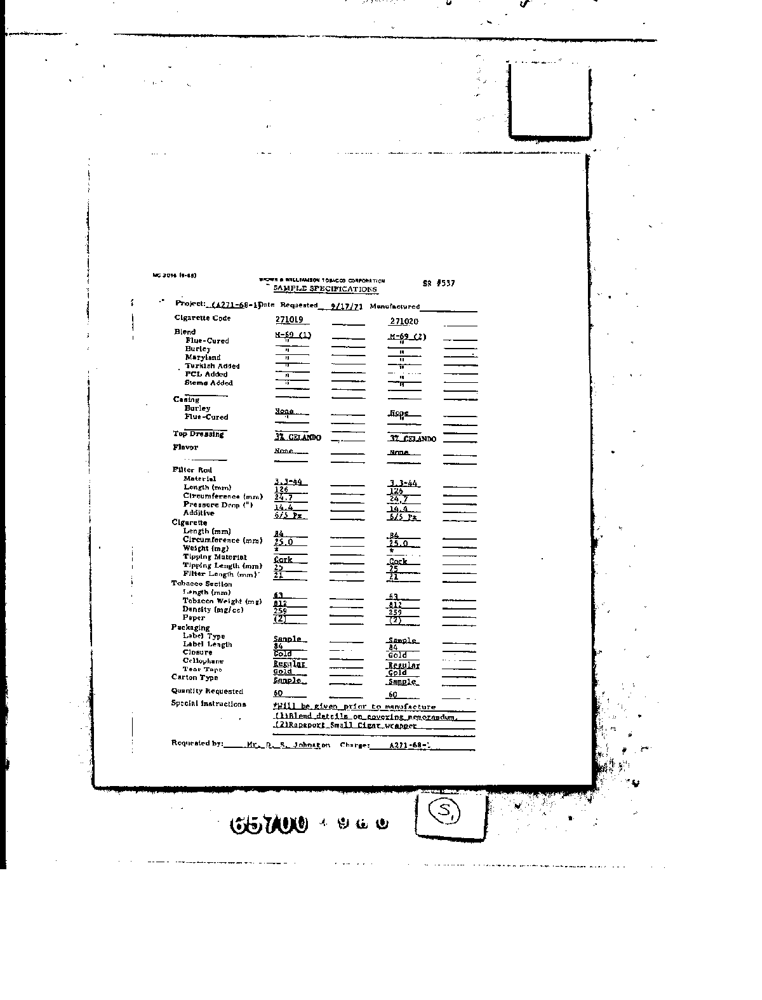 MC 2096 (9-68)
BROWN & WILLIAMSON TOBACCO CORPORATION
SR #537
SAMPLE SPECIFICATIONS
Project: (A271-68-1) Date Requested 9/17/71 Manufactured
Cigarette Code 271019 271020
Blend M-69 (1) M-69 (2)
Flue-Cured " "
Burley " "
Maryland " "
Turkish Added " "
PCL Added " "
Stems Added " "
Casing
Burley None None
Flue-Cured " "
Top Dressing 3% CELANDO 3% CELANDO
Flavor None None
Filter Rod
Material 3.3-44 3.3-44
Length (mm) 126 126
Circumference (mm) 24.7 24.7
Pressure Drop (") 14.4 14.4
Additive 6/5 Pz 6/5 Pz
Cigarette
Length (mm) 84 84
Circumference (mm) 25.0 25.0
Weight (mg) * *
Tipping Material Cork Cork
Tipping Length (mm) 25 25
Filter Length (mm) 21 21
Tobacco Section
Length (mm) 63 63
Tobacco Weight (mg) 812 812
Density (mg/cc) 259 259
Paper (2) (2)
Packaging
Label Type Sample Sample
Label Length 84 84
Closure Gold Gold
Cellophane Regular Regular
Tear Tape Gold Gold
Carton Type Sample Sample
Quantity Requested 60 60
Special instructions *Will be given prior to manufacture
(1)Blend details on covering memorandum.
(2)Rapaport Small Cigar wrapper
Requested by: Mr. D. S. Johnston Charge: A271-68-1
65700 1960
S1